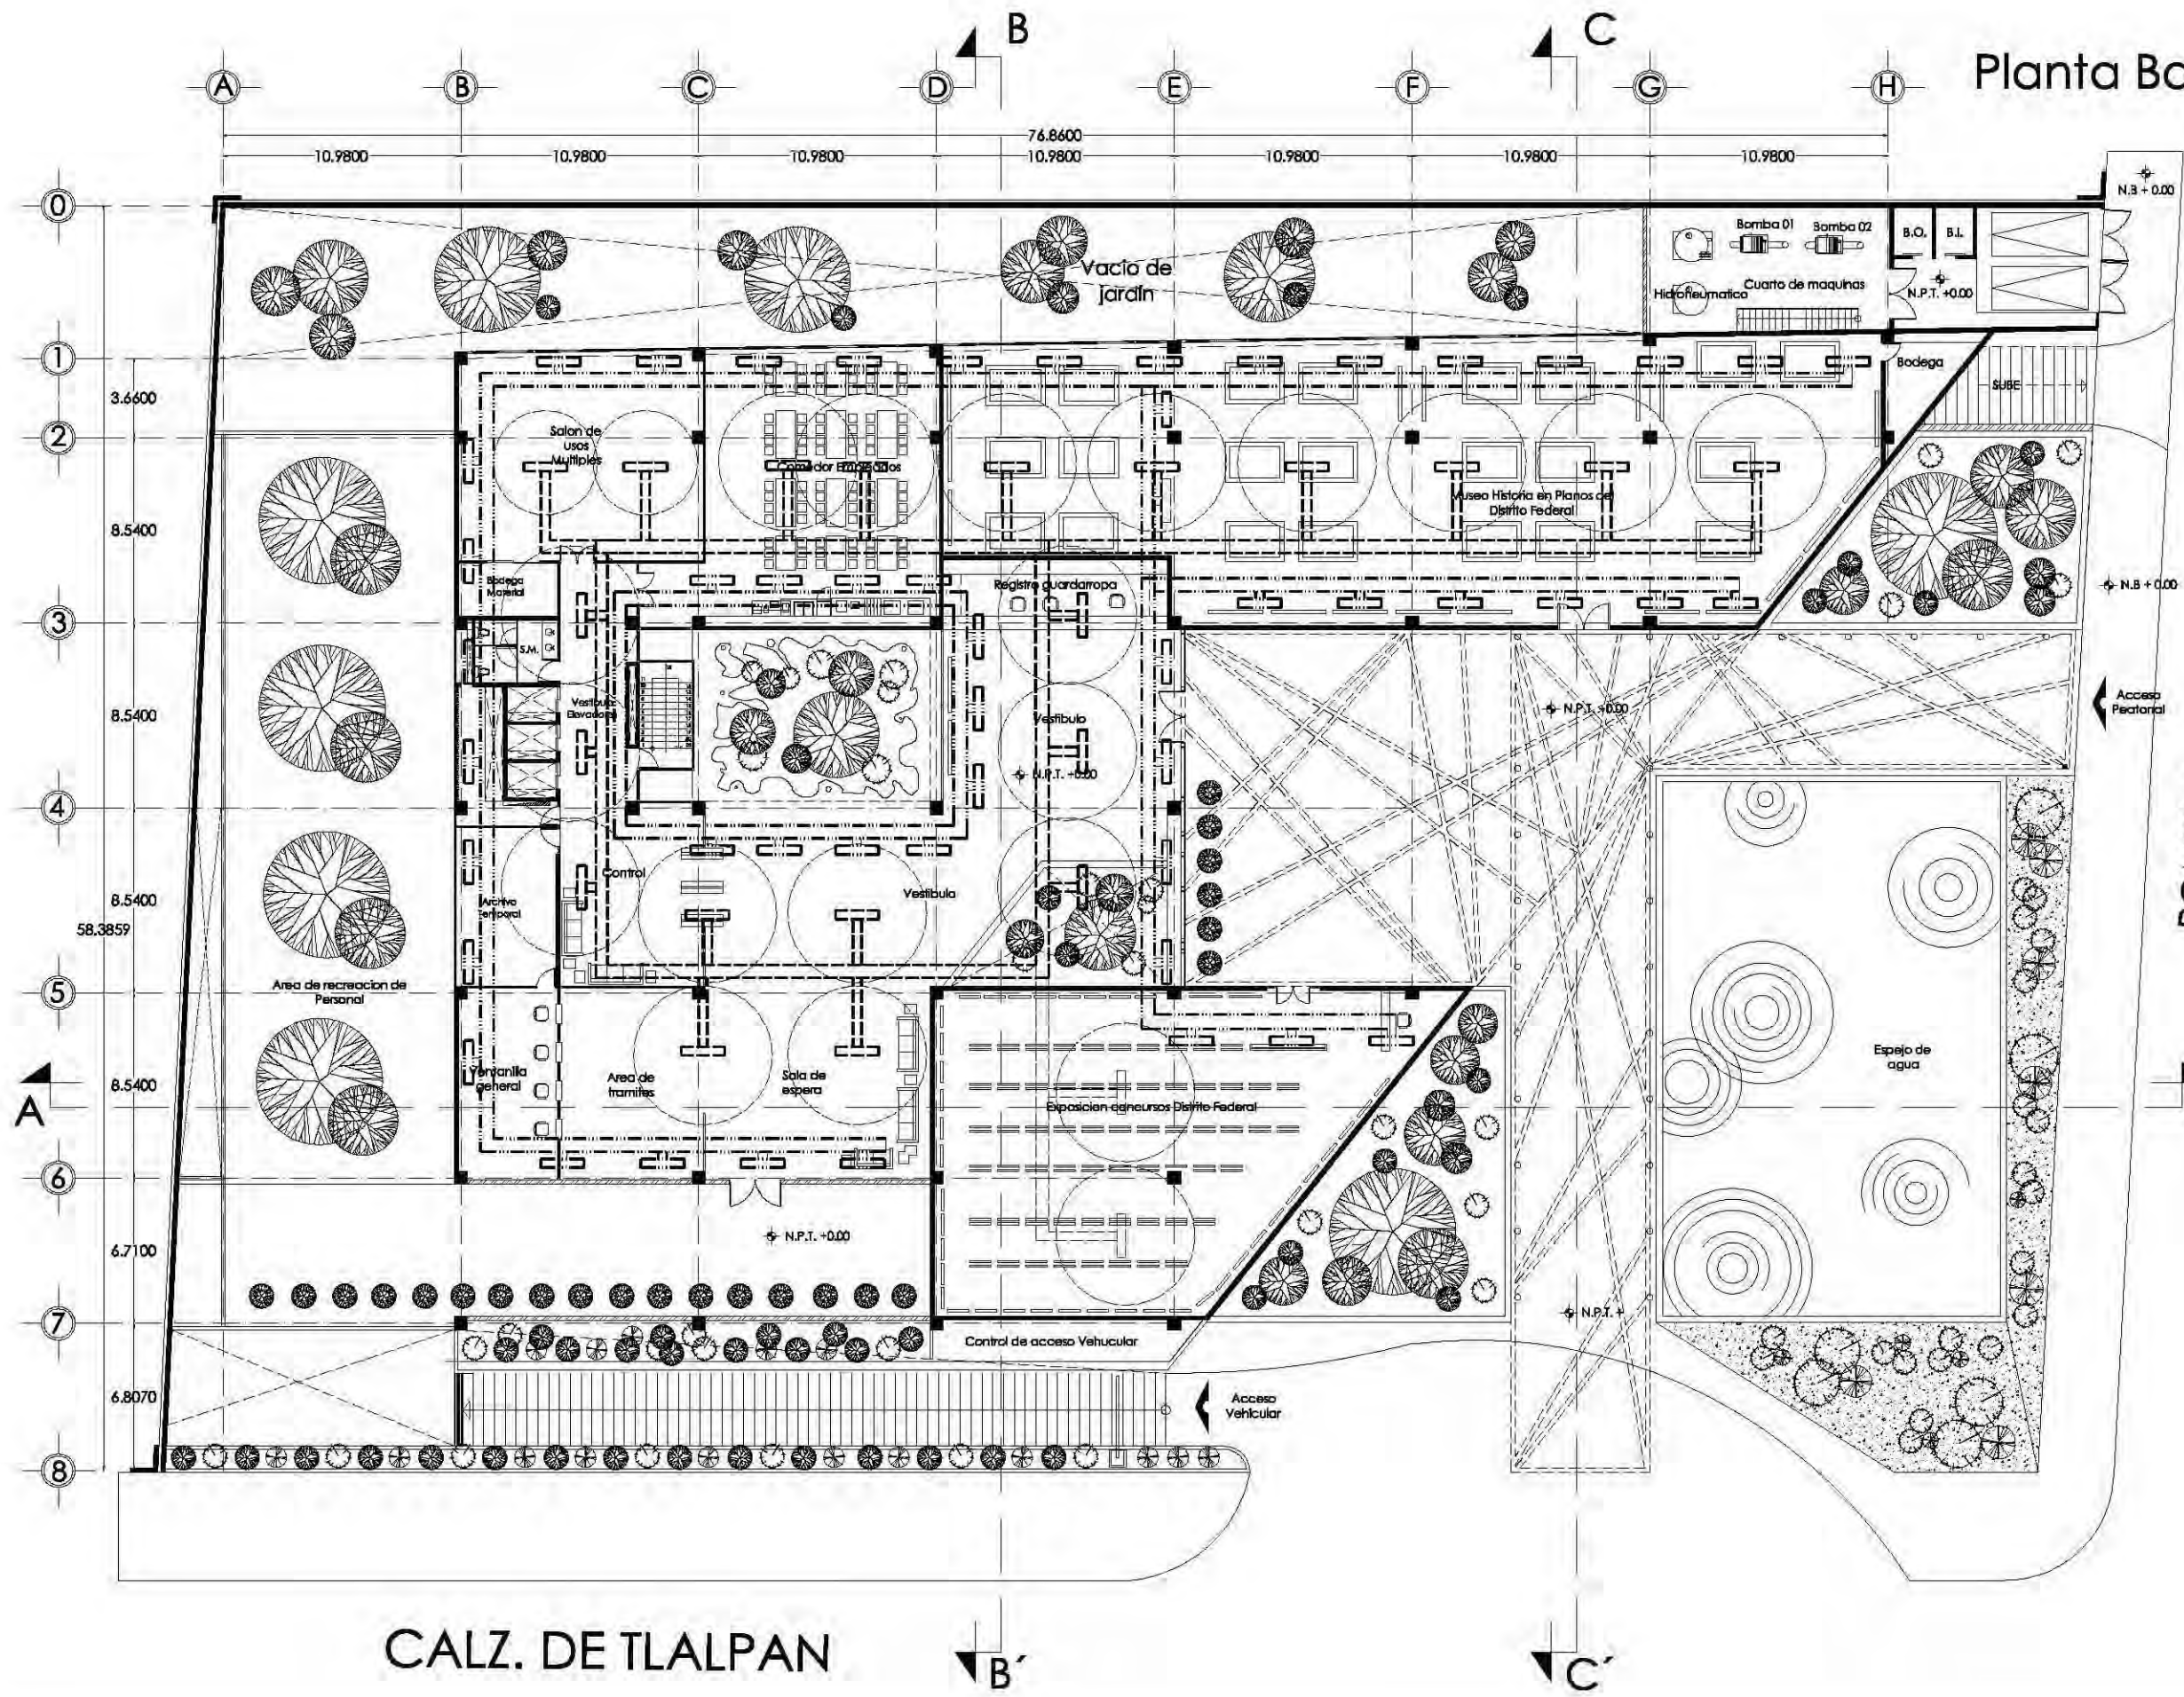 B
C
Planta Ba
A
B
C
D
E
F
G
H
76.8600
10.9800
10.9800
10.9800
10.9800
10.9800
10.9800
10.9800
0
N.B + 0.00
Bomba 01
Bomba 02
B.O.
B.I.
Vacio de
jardín
Hidroneumatico
Cuarto de maquinas
N.P.T. +0.00
1
Bodega
SUBE
3.6600
2
Salon de
usos
Multiples
Comedor Empleados
Museo Historia en Planos del
Distrito Federal
8.5400
Bodega
Material
Registro guardarropa
N.B + 0.00
3
S.M.
Vestibulo
Elevadores
Vestibulo
N.P.T. +0.00
Acceso
Peatonal
8.5400
N.P.T. +0.00
4
Control
Vestibula
Archivo
temporal
8.5400
58.3859
5
Area de recreacion de
Personal
Ventanilla
general
Area de
tramites
Sala de
espera
Espejo de
agua
8.5400
A
Exposicion concursos Distrito Federal
6
6.7100
N.P.T. +0.00
7
N.P.T. +
Control de acceso Vehucular
6.8070
Acceso
Vehicular
8
CALZ. DE TLALPAN
B´
C´